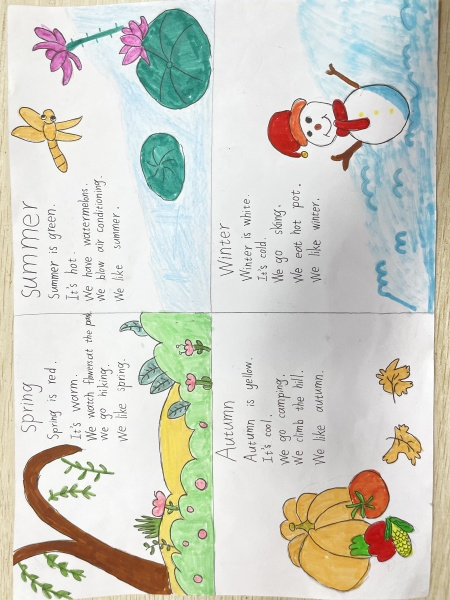 Spring
Spring is red
It's warm.
We watch flowers at the park
We go hiking.
We like spring.
Summer
Summer is green.
It's hot.
We have watermelons.
We blow air conditioning.
We like summer.
Autumn
Autumn is yellow.
It's cool.
We go camping.
We climb the hill.
We like autumn.
Winter
Winter is white.
It's cold.
We go skiing.
We eat hot pot.
We like winter.